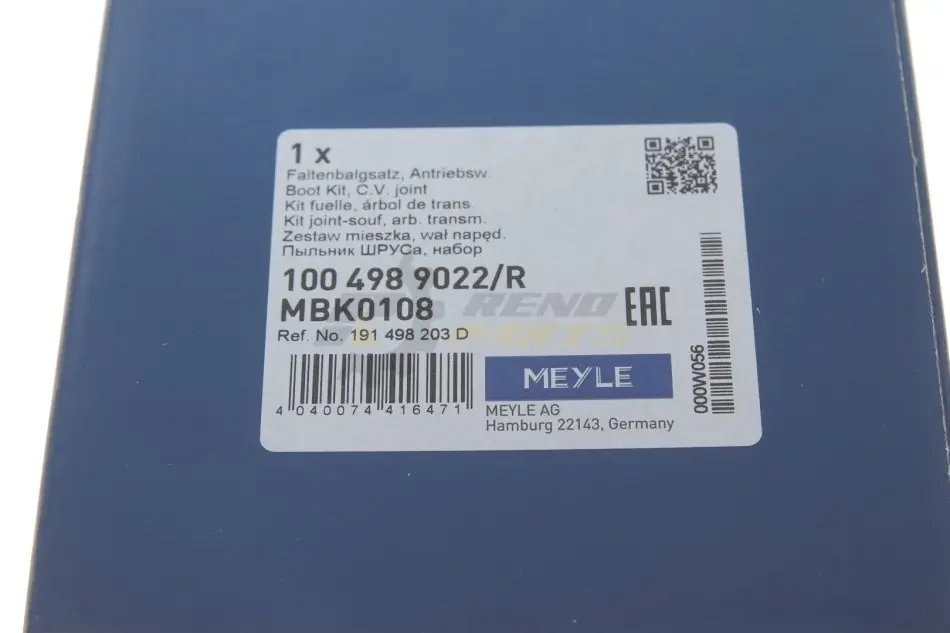 1 x
Faltenbalgsatz, Antriebsw.
Boot Kit, C.V. joint
Kit fuelle, árbol de trans.
Kit joint-souf, arb. transm.
Zestaw mieszka, wał napęd.
Пыльник ШРУСа, набор
100 498 9022/R
MBK0108
Ref. No. 191 498 203 D
RENO
PARTS
EAC
4 040074 416471
MEYLE
MEYLE AG
Hamburg 22143, Germany
000W056